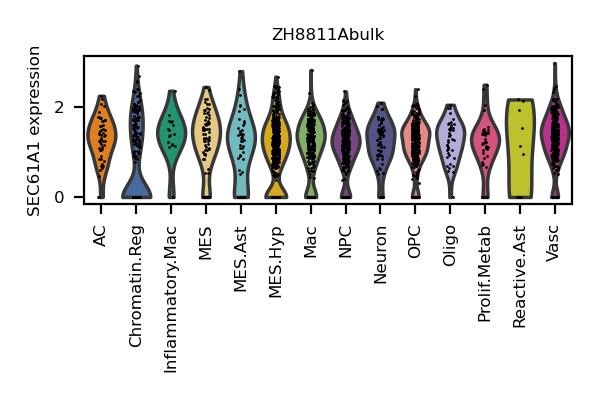 ZH8811Abulk
SEC61A1 expression
2
0
AC
Chromatin.Reg
Inflammatory.Mac
MES
MES.Ast
MES.Hyp
Mac
NPC
Neuron
OPC
Oligo
Prolif.Metab
Reactive.Ast
Vasc